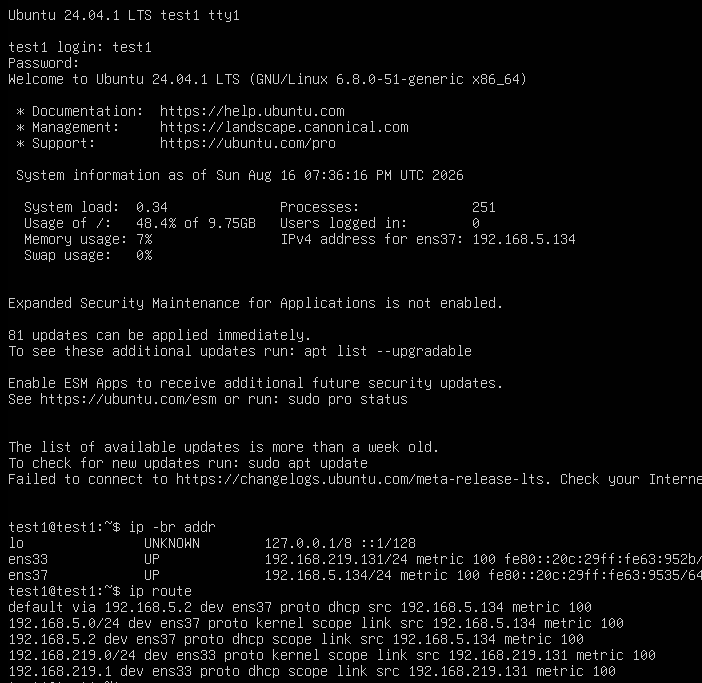 Ubuntu 24.04.1 LTS test1 tty1
test1 login: test1
Password:
Welcome to Ubuntu 24.04.1 LTS (GNU/Linux 6.8.0-51-generic x86_64)
* Documentation:  https://help.ubuntu.com
* Management:     https://landscape.canonical.com
* Support:        https://ubuntu.com/pro
System information as of Sun Aug 16 07:36:16 PM UTC 2026
System load:  0.34              Processes:              251
Usage of /:   48.4% of 9.75GB   Users logged in:        0
Memory usage: 7%                IPv4 address for ens37: 192.168.5.134
Swap usage:   0%
Expanded Security Maintenance for Applications is not enabled.
81 updates can be applied immediately.
To see these additional updates run: apt list --upgradable
Enable ESM Apps to receive additional future security updates.
See https://ubuntu.com/esm or run: sudo pro status
The list of available updates is more than a week old.
To check for new updates run: sudo apt update
Failed to connect to https://changelogs.ubuntu.com/meta-release-lts. Check your Interne
test1@test1:~$ ip -br addr
lo               UNKNOWN        127.0.0.1/8 ::1/128
ens33            UP             192.168.219.131/24 metric 100 fe80::20c:29ff:fe63:952b/
ens37            UP             192.168.5.134/24 metric 100 fe80::20c:29ff:fe63:9535/64
test1@test1:~$ ip route
default via 192.168.5.2 dev ens37 proto dhcp src 192.168.5.134 metric 100
192.168.5.0/24 dev ens37 proto kernel scope link src 192.168.5.134 metric 100
192.168.5.2 dev ens37 proto dhcp scope link src 192.168.5.134 metric 100
192.168.219.0/24 dev ens33 proto kernel scope link src 192.168.219.131 metric 100
192.168.219.1 dev ens33 proto dhcp scope link src 192.168.219.131 metric 100